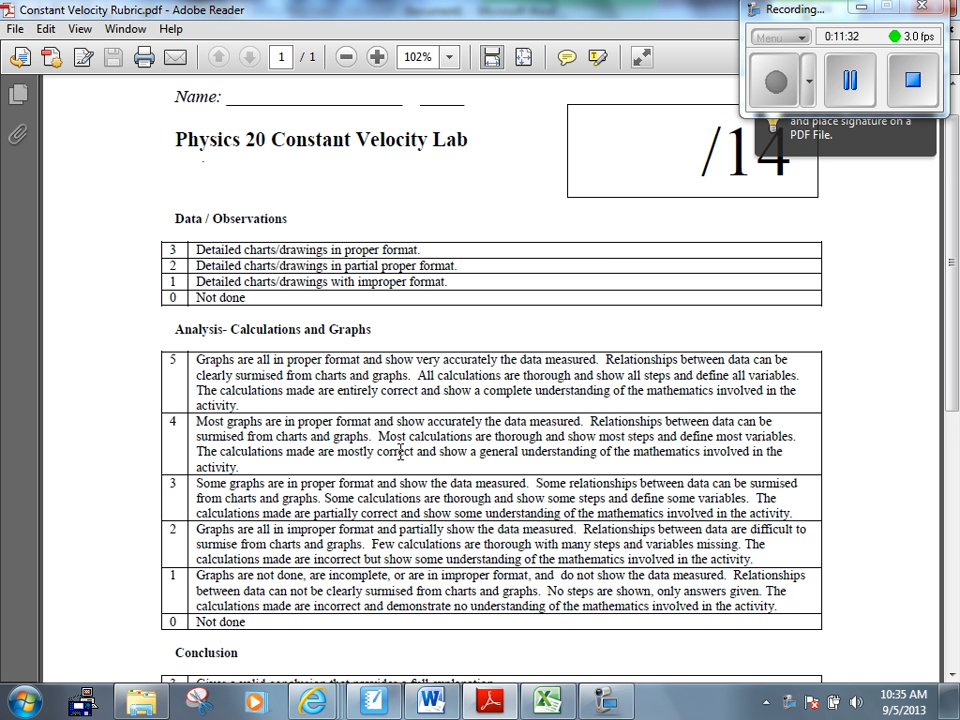 Constant Velocity Rubric.pdf - Adobe Reader
Recording...
File Edit View Window Help
Menu 0:11:32 3.0 fps
1 / 1 102%
and place signature on a
PDF File.
Name:
Physics 20 Constant Velocity Lab
/14
Data / Observations
3 Detailed charts/drawings in proper format.
2 Detailed charts/drawings in partial proper format.
1 Detailed charts/drawings with improper format.
0 Not done
Analysis- Calculations and Graphs
5 Graphs are all in proper format and show very accurately the data measured. Relationships between data can be
clearly surmised from charts and graphs. All calculations are thorough and show all steps and define all variables.
The calculations made are entirely correct and show a complete understanding of the mathematics involved in the
activity.
4 Most graphs are in proper format and show accurately the data measured. Relationships between data can be
surmised from charts and graphs. Most calculations are thorough and show most steps and define most variables.
The calculations made are mostly correct and show a general understanding of the mathematics involved in the
activity.
3 Some graphs are in proper format and show the data measured. Some relationships between data can be surmised
from charts and graphs. Some calculations are thorough and show some steps and define some variables. The
calculations made are partially correct and show some understanding of the mathematics involved in the activity.
2 Graphs are all in improper format and partially show the data measured. Relationships between data are difficult to
surmise from charts and graphs. Few calculations are thorough with many steps and variables missing. The
calculations made are incorrect but show some understanding of the mathematics involved in the activity.
1 Graphs are not done, are incomplete, or are in improper format, and do not show the data measured. Relationships
between data can not be clearly surmised from charts and graphs. No steps are shown, only answers given. The
calculations made are incorrect and demonstrate no understanding of the mathematics involved in the activity.
0 Not done
Conclusion
10:35 AM
9/5/2013